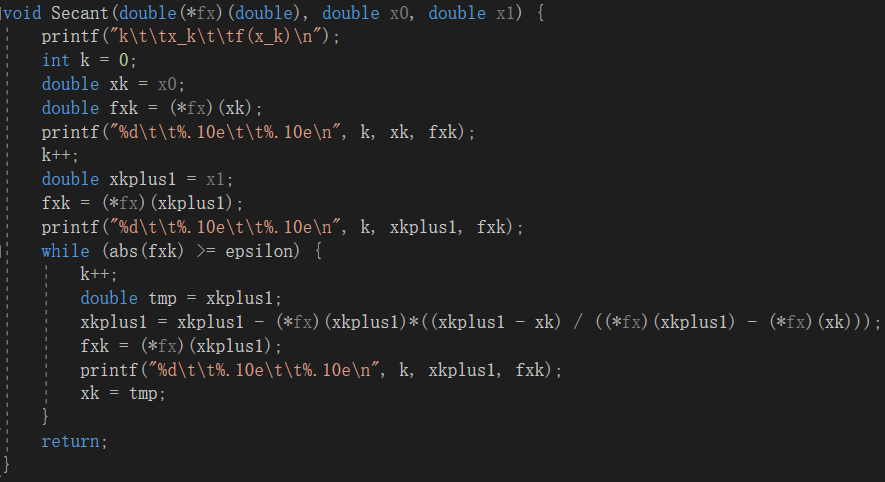 void Secant(double(*fx)(double), double x0, double x1) {
    printf("k\t\tx_k\t\tf(x_k)\n");
    int k = 0;
    double xk = x0;
    double fxk = (*fx)(xk);
    printf("%d\t\t%.10e\t\t%.10e\n", k, xk, fxk);
    k++;
    double xkplus1 = x1;
    fxk = (*fx)(xkplus1);
    printf("%d\t\t%.10e\t\t%.10e\n", k, xkplus1, fxk);
    while (abs(fxk) >= epsilon) {
        k++;
        double tmp = xkplus1;
        xkplus1 = xkplus1 - (*fx)(xkplus1)*((xkplus1 - xk) / ((*fx)(xkplus1) - (*fx)(xk)));
        fxk = (*fx)(xkplus1);
        printf("%d\t\t%.10e\t\t%.10e\n", k, xkplus1, fxk);
        xk = tmp;
    }
    return;
}